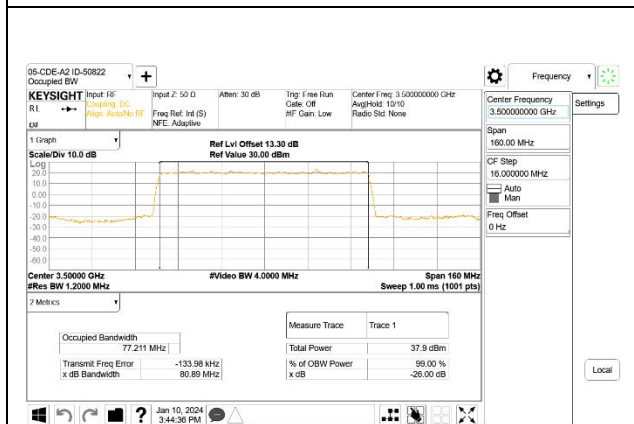 05-CDE-A2 ID-50822
Occupied BW
Frequency
KEYSIGHT
Input: RF
Input Z: 50 Ω
Atten: 30 dB
Trig: Free Run
Center Freq: 3.500000000 GHz
RL
Coupling: DC
Gate: Off
Avg|Hold: 10/10
Align: Auto/No RF
Freq Ref: Int (S)
#IF Gain: Low
Radio Std: None
NFE: Adaptive
Center Frequency
3.500000000 GHz
Settings
Span
160.00 MHz
CF Step
16.000000 MHz
Auto
Man
Freq Offset
0 Hz
1 Graph
Ref Lvl Offset 13.30 dB
Scale/Div 10.0 dB
Ref Value 30.00 dBm
Log
20.0
10.0
0.00
-10.0
-20.0
-30.0
-40.0
-50.0
-60.0
Center 3.50000 GHz
#Video BW 4.0000 MHz
Span 160 MHz
#Res BW 1.2000 MHz
Sweep 1.00 ms (1001 pts)
2 Metrics
Measure Trace
Trace 1
Occupied Bandwidth
77.211 MHz
Total Power
37.9 dBm
Transmit Freq Error
-133.98 kHz
% of OBW Power
99.00 %
x dB Bandwidth
80.89 MHz
x dB
-26.00 dB
Local
Jan 10, 2024
3:44:36 PM